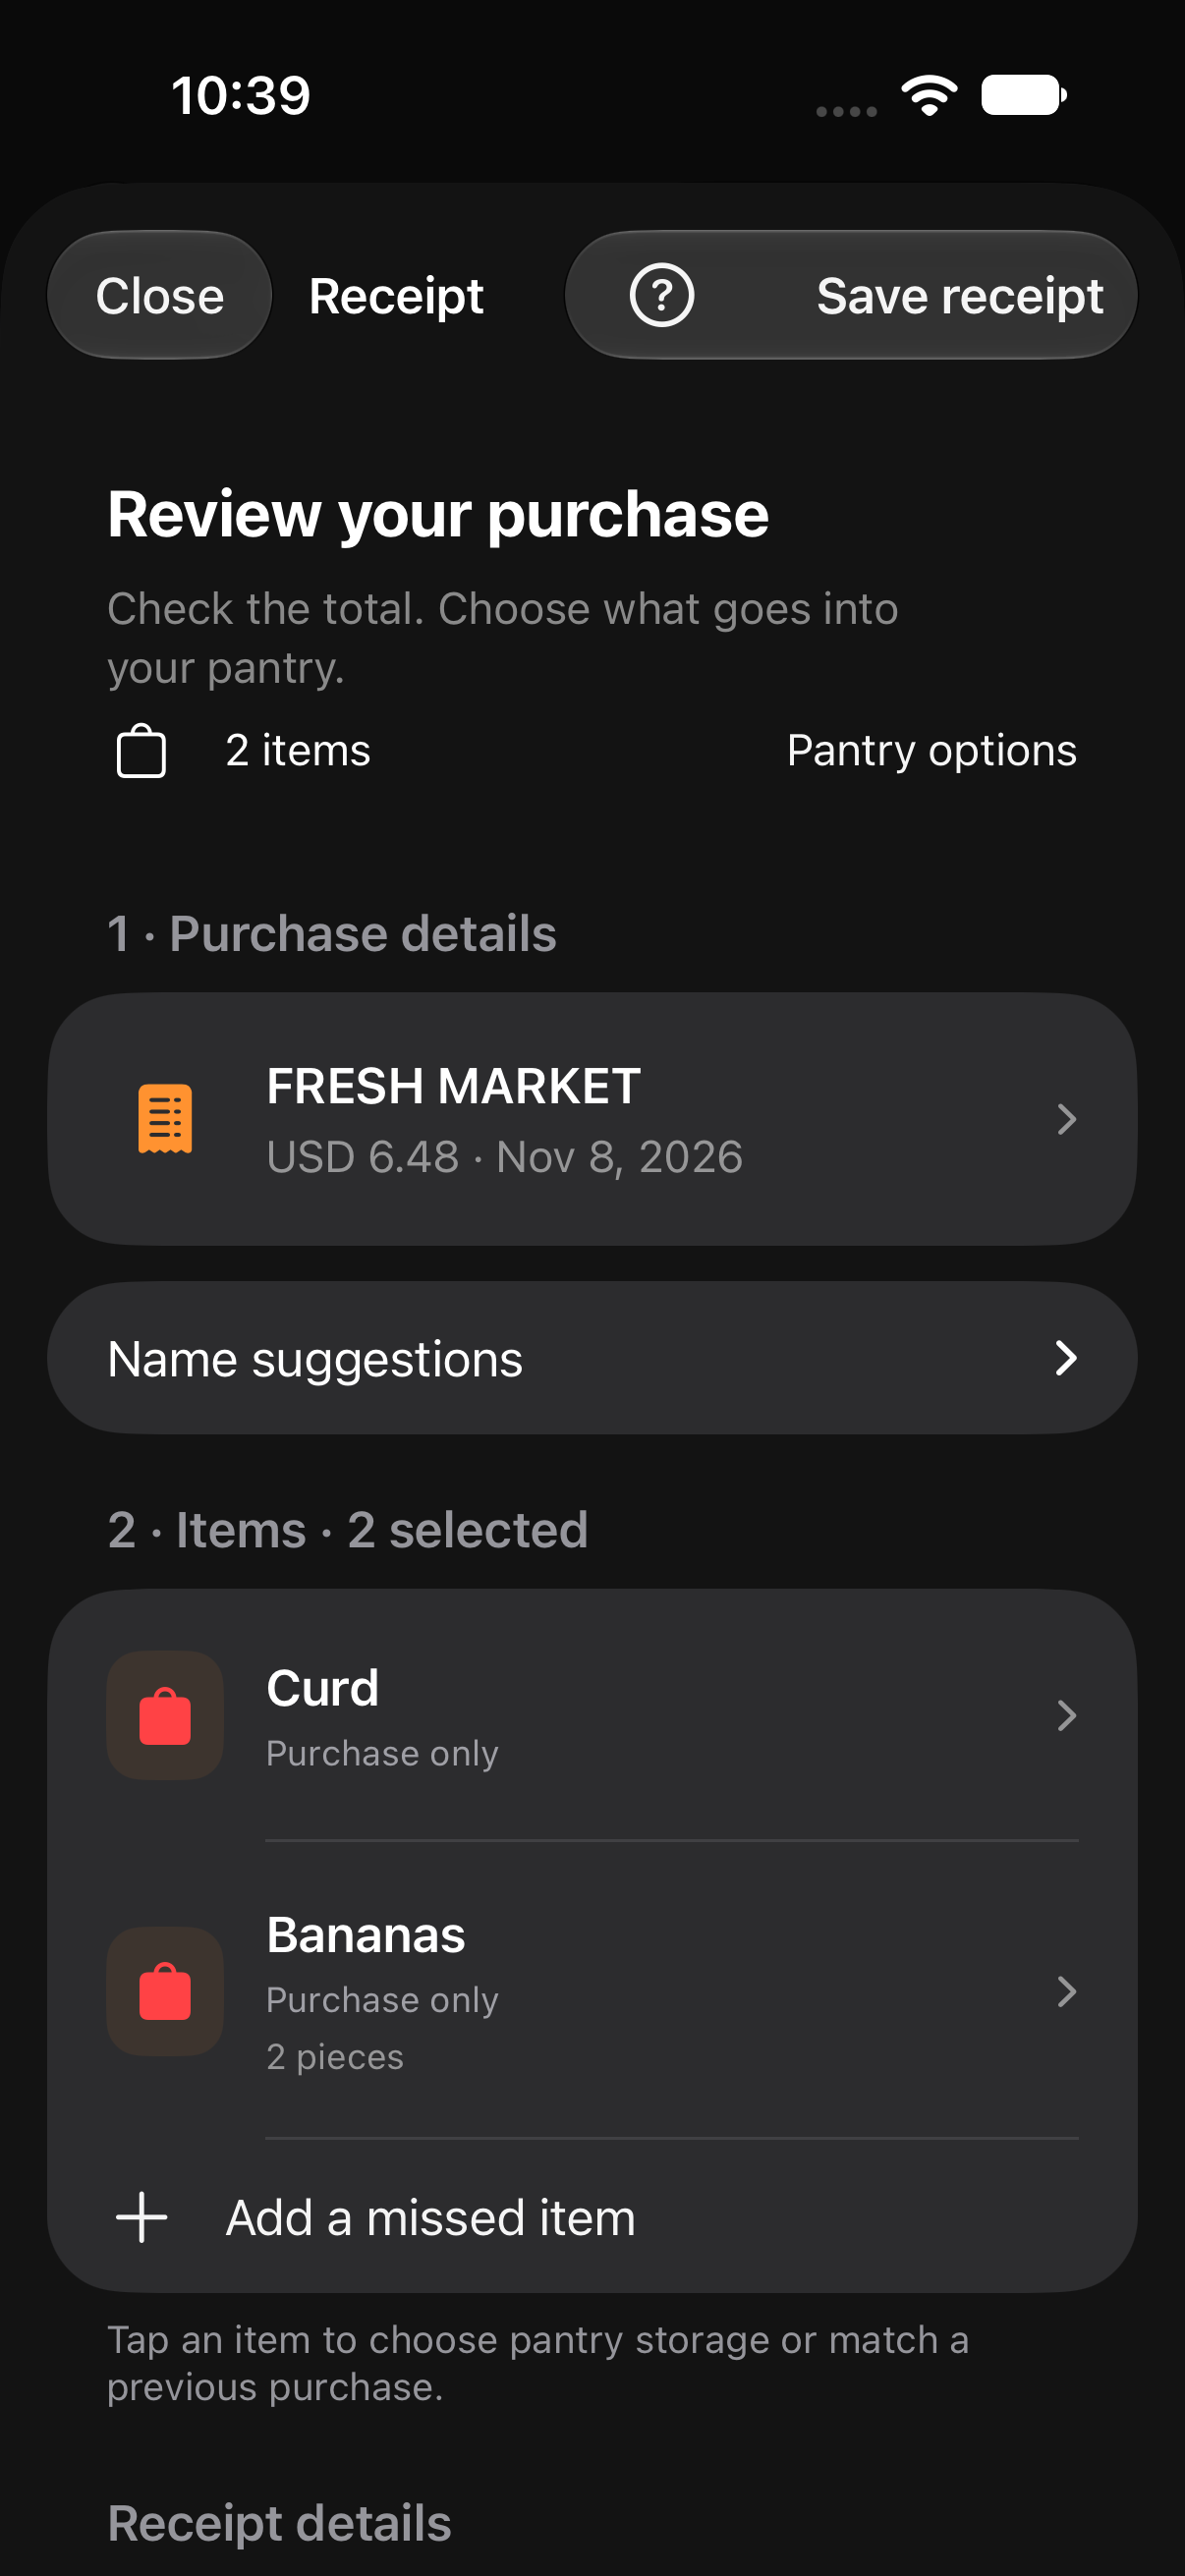 10:39
Close
Receipt
Save receipt
Review your purchase
Check the total. Choose what goes into
your pantry.
2 items
Pantry options
1 · Purchase details
FRESH MARKET
USD 6.48 · Nov 8, 2026
Name suggestions
2 · Items · 2 selected
Curd
Purchase only
Bananas
Purchase only
2 pieces
Add a missed item
Tap an item to choose pantry storage or match a
previous purchase.
Receipt details